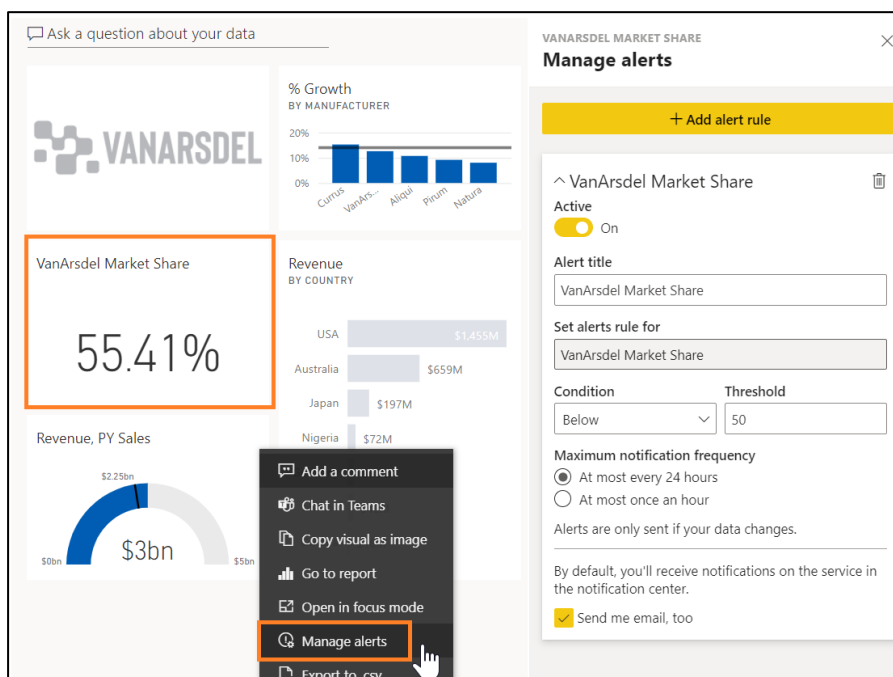 Ask a question about your data
VANARSDEL
% Growth
BY MANUFACTURER
20%
10%
0%
Currus
VanArs...
Aliqui
Pirum
Natura
VanArsdel Market Share
55.41%
Revenue
BY COUNTRY
USA $1,455M
Australia $659M
Japan $197M
Nigeria $72M
Revenue, PY Sales
$2.25bn
$0bn
$3bn
$5bn
Add a comment
Chat in Teams
Copy visual as image
Go to report
Open in focus mode
Manage alerts
Export to .csv
VANARSDEL MARKET SHARE
Manage alerts
+ Add alert rule
VanArsdel Market Share
Active
On
Alert title
VanArsdel Market Share
Set alerts rule for
VanArsdel Market Share
Condition Threshold
Below 50
Maximum notification frequency
At most every 24 hours
At most once an hour
Alerts are only sent if your data changes.
By default, you'll receive notifications on the service in
the notification center.
Send me email, too